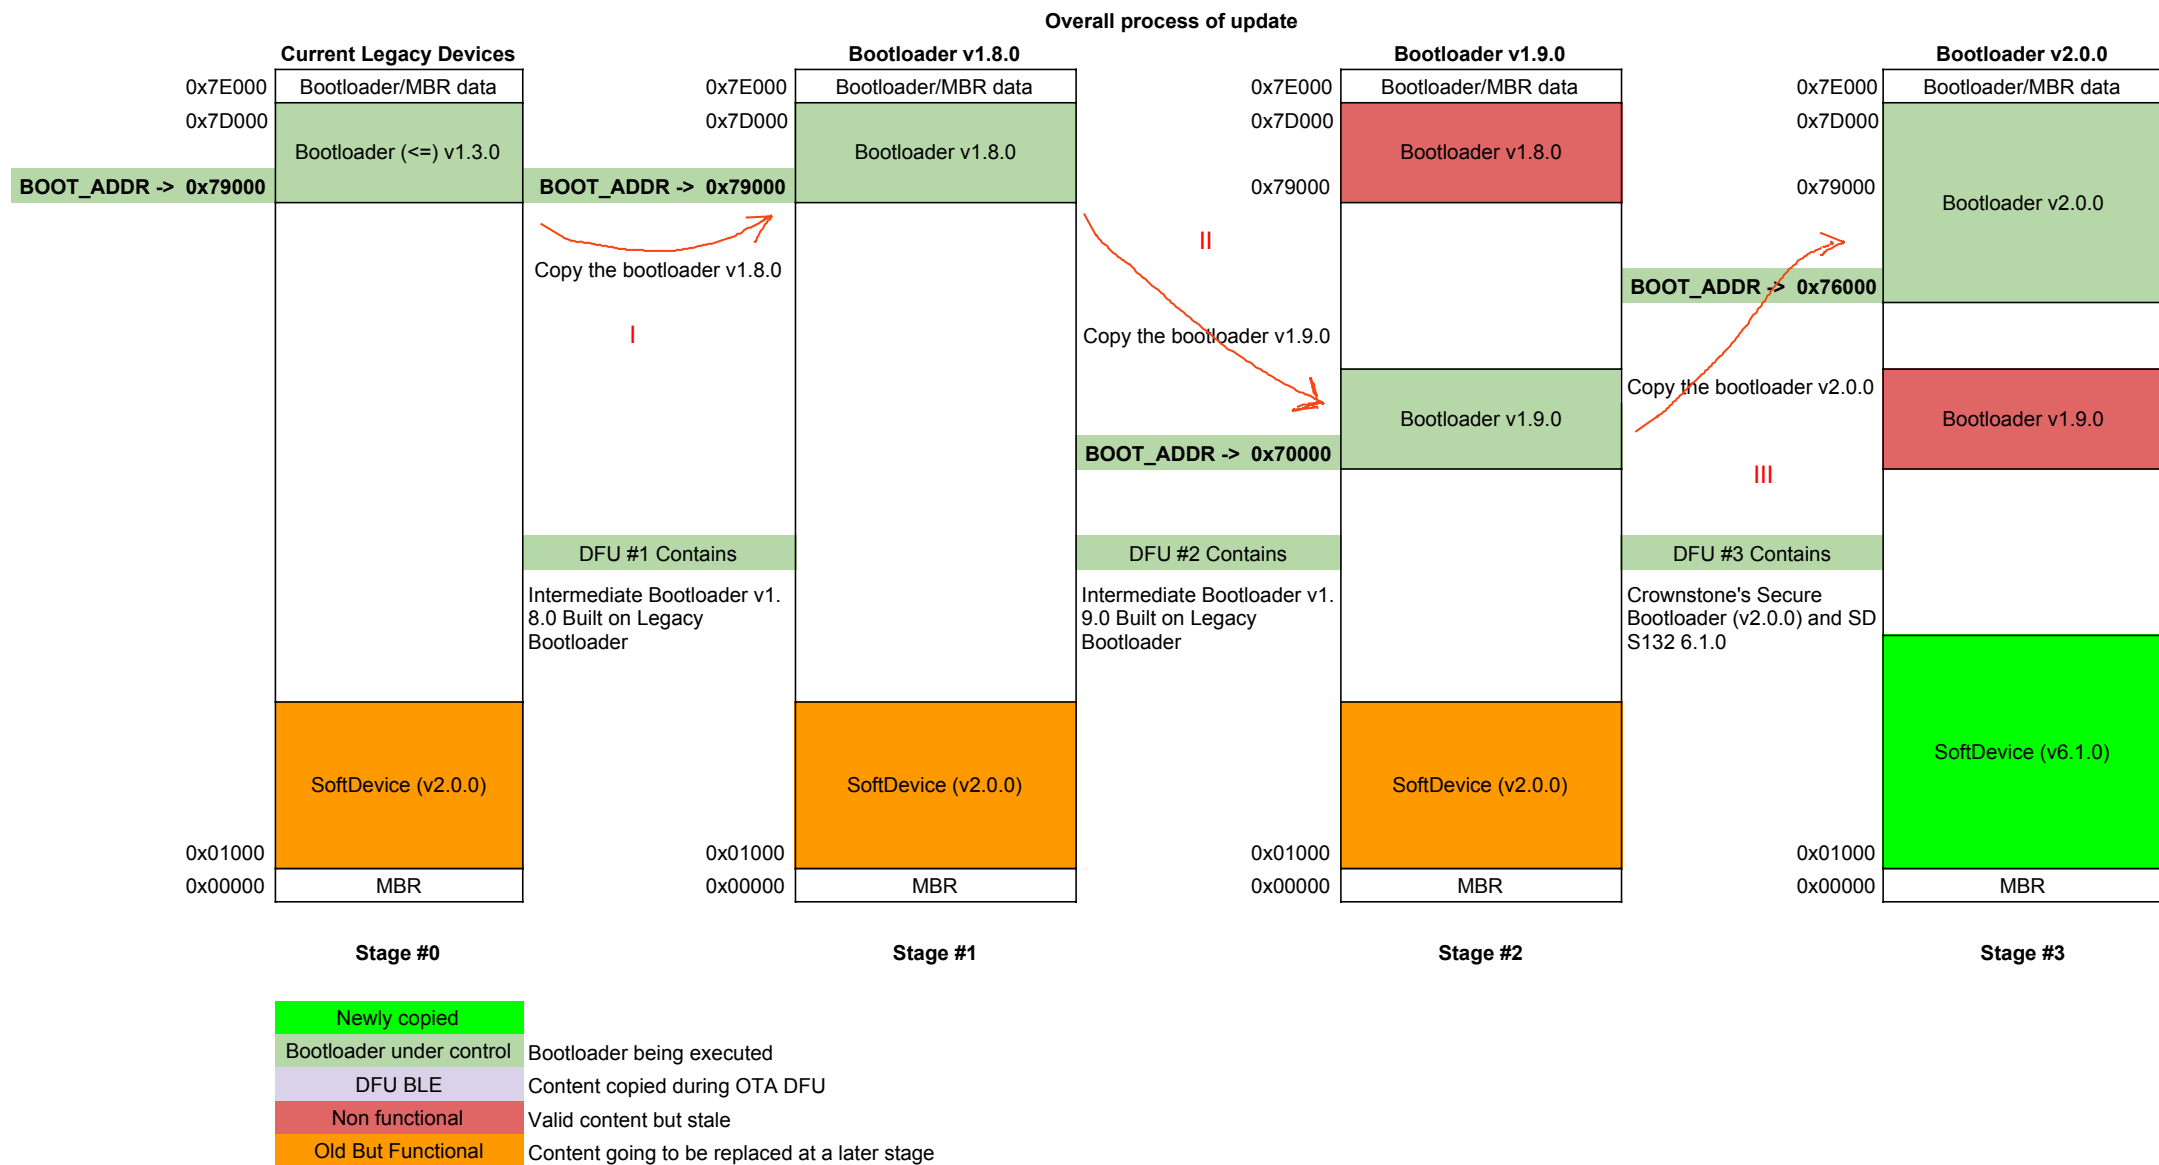 Overall process of update
Current Legacy Devices
Bootloader v1.8.0
Bootloader v1.9.0
Bootloader v2.0.0
0x7E000
Bootloader/MBR data
0x7E000
Bootloader/MBR data
0x7E000
Bootloader/MBR data
0x7E000
Bootloader/MBR data
0x7D000
0x7D000
0x7D000
0x7D000
Bootloader (<=) v1.3.0
Bootloader v1.8.0
Bootloader v1.8.0
BOOT_ADDR -> 0x79000
BOOT_ADDR -> 0x79000
0x79000
0x79000
Bootloader v2.0.0
II
Copy the bootloader v1.8.0
BOOT_ADDR -> 0x76000
I
Copy the bootloader v1.9.0
Copy the bootloader v2.0.0
Bootloader v1.9.0
Bootloader v1.9.0
BOOT_ADDR -> 0x70000
III
DFU #1 Contains
DFU #2 Contains
DFU #3 Contains
Intermediate Bootloader v1.
8.0 Built on Legacy
Bootloader
Intermediate Bootloader v1.
9.0 Built on Legacy
Bootloader
Crownstone's Secure
Bootloader (v2.0.0) and SD
S132 6.1.0
SoftDevice (v2.0.0)
SoftDevice (v2.0.0)
SoftDevice (v2.0.0)
SoftDevice (v6.1.0)
0x01000
0x01000
0x01000
0x01000
0x00000
MBR
0x00000
MBR
0x00000
MBR
0x00000
MBR
Stage #0
Stage #1
Stage #2
Stage #3
Newly copied
Bootloader under control
Bootloader being executed
DFU BLE
Content copied during OTA DFU
Non functional
Valid content but stale
Old But Functional
Content going to be replaced at a later stage